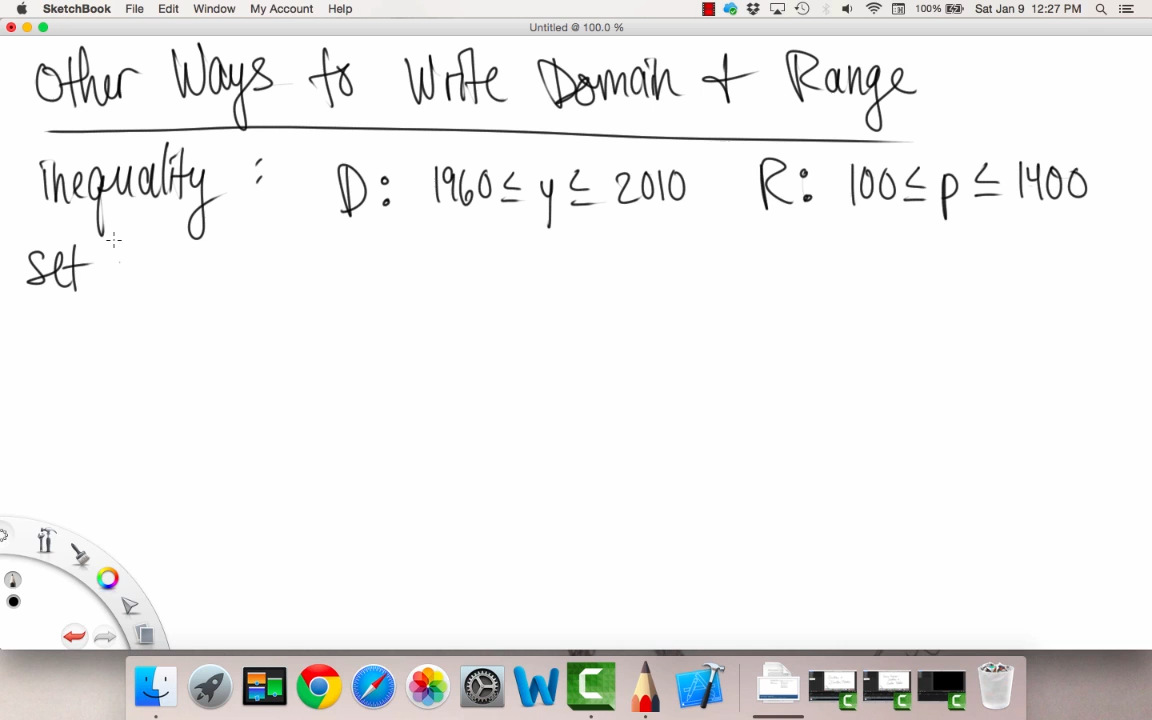 SketchBook File Edit Window My Account Help 100% Sat Jan 9 12:27 PM
Untitled @ 100.0 %
Other Ways to Write Domain + Range
inequality : D: 1960 ≤ y ≤ 2010 R: 100 ≤ p ≤ 1400
set